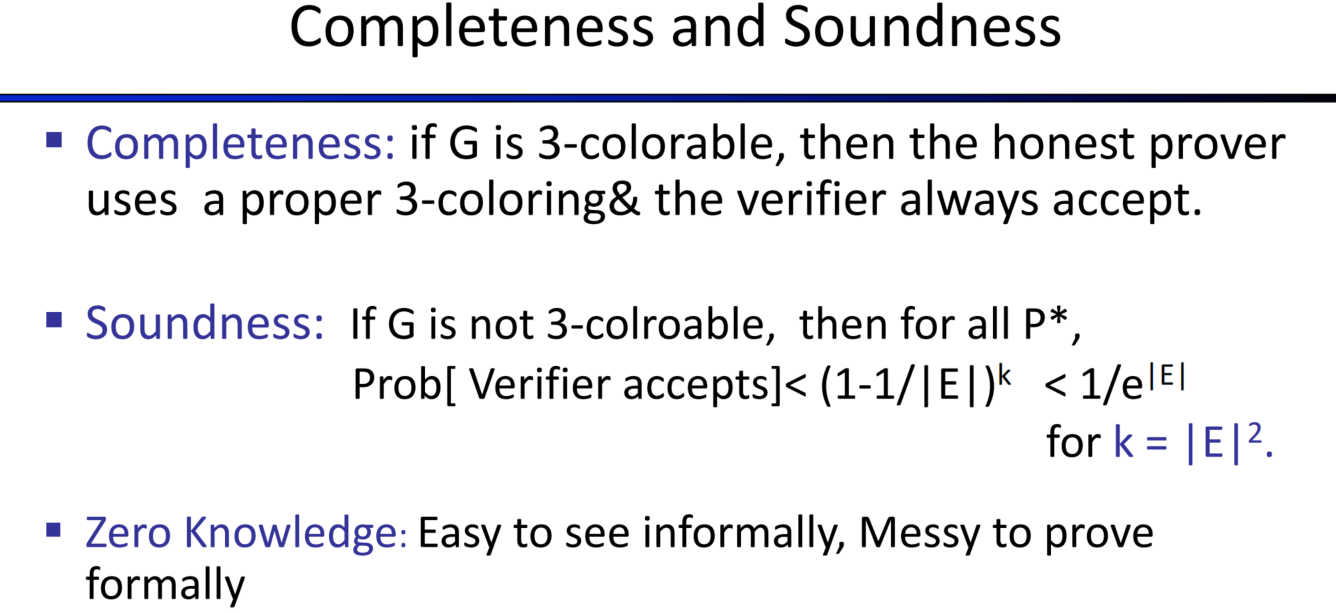 Completeness and Soundness
▪ Completeness: if G is 3-colorable, then the honest prover
uses a proper 3-coloring& the verifier always accept.
▪ Soundness: If G is not 3-colroable, then for all P*,
Prob[ Verifier accepts]< (1-1/|E|)ᵏ < 1/e^|E|
for k = |E|².
▪ Zero Knowledge: Easy to see informally, Messy to prove
formally